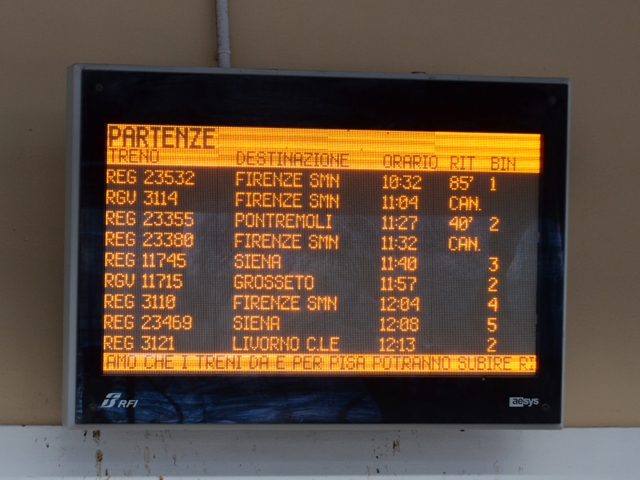 PARTENZE
TRENO DESTINAZIONE ORARIO RIT BIN
REG 23532 FIRENZE SMN 10:32 85' 1
RGV 3114 FIRENZE SMN 11:04 CAN.
REG 23355 PONTREMOLI 11:27 40' 2
REG 23380 FIRENZE SMN 11:32 CAN.
REG 11745 SIENA 11:40 3
RGV 11715 GROSSETO 11:57 2
REG 3110 FIRENZE SMN 12:04 4
REG 23469 SIENA 12:08 5
REG 3121 LIVORNO C.LE 12:13 2
AMO CHE I TRENI DA E PER PISA POTRANNO SUBIRE RI
RFI aesys